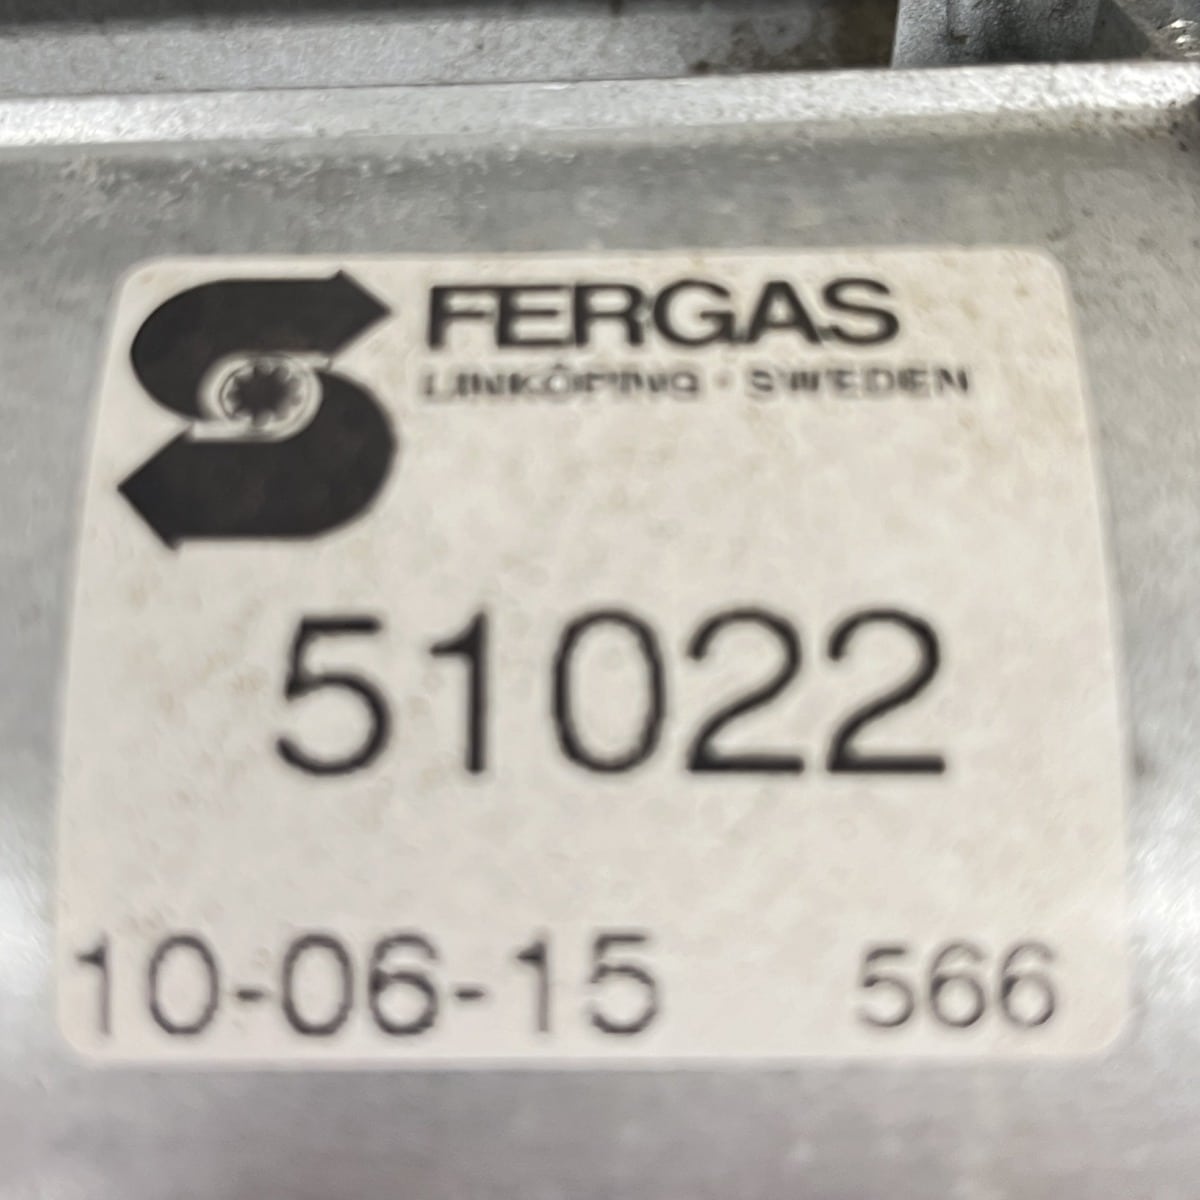 FERGAS
LINKÖPING · SWEDEN
51022
10-06-15 566